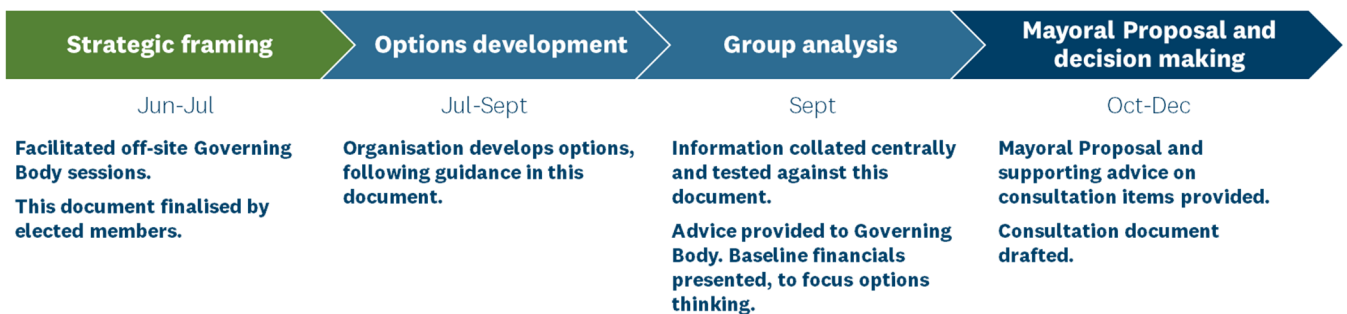 Strategic framing
Options development
Group analysis
Mayoral Proposal and
decision making
Jun-Jul
Jul-Sept
Sept
Oct-Dec
Facilitated off-site Governing
Body sessions.
This document finalised by
elected members.
Organisation develops options,
following guidance in this
document.
Information collated centrally
and tested against this
document.
Advice provided to Governing
Body. Baseline financials
presented, to focus options
thinking.
Mayoral Proposal and
supporting advice on
consultation items provided.
Consultation document
drafted.